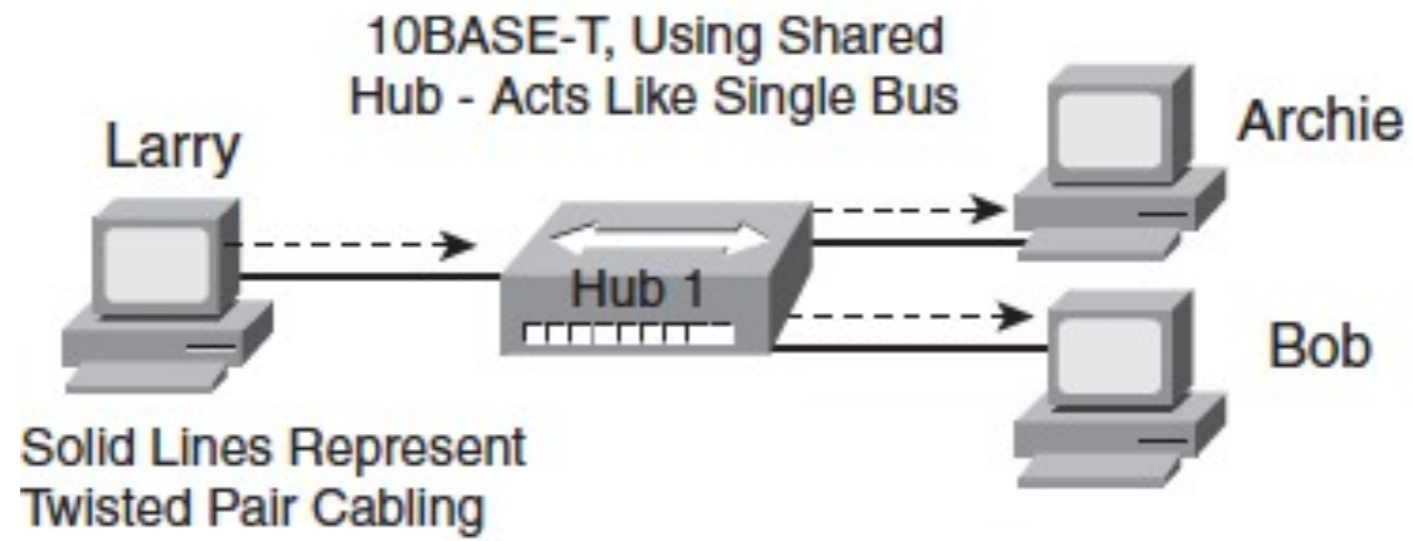 10BASE-T, Using Shared
Hub - Acts Like Single Bus
Larry
Archie
Hub 1
Bob
Solid Lines Represent
Twisted Pair Cabling